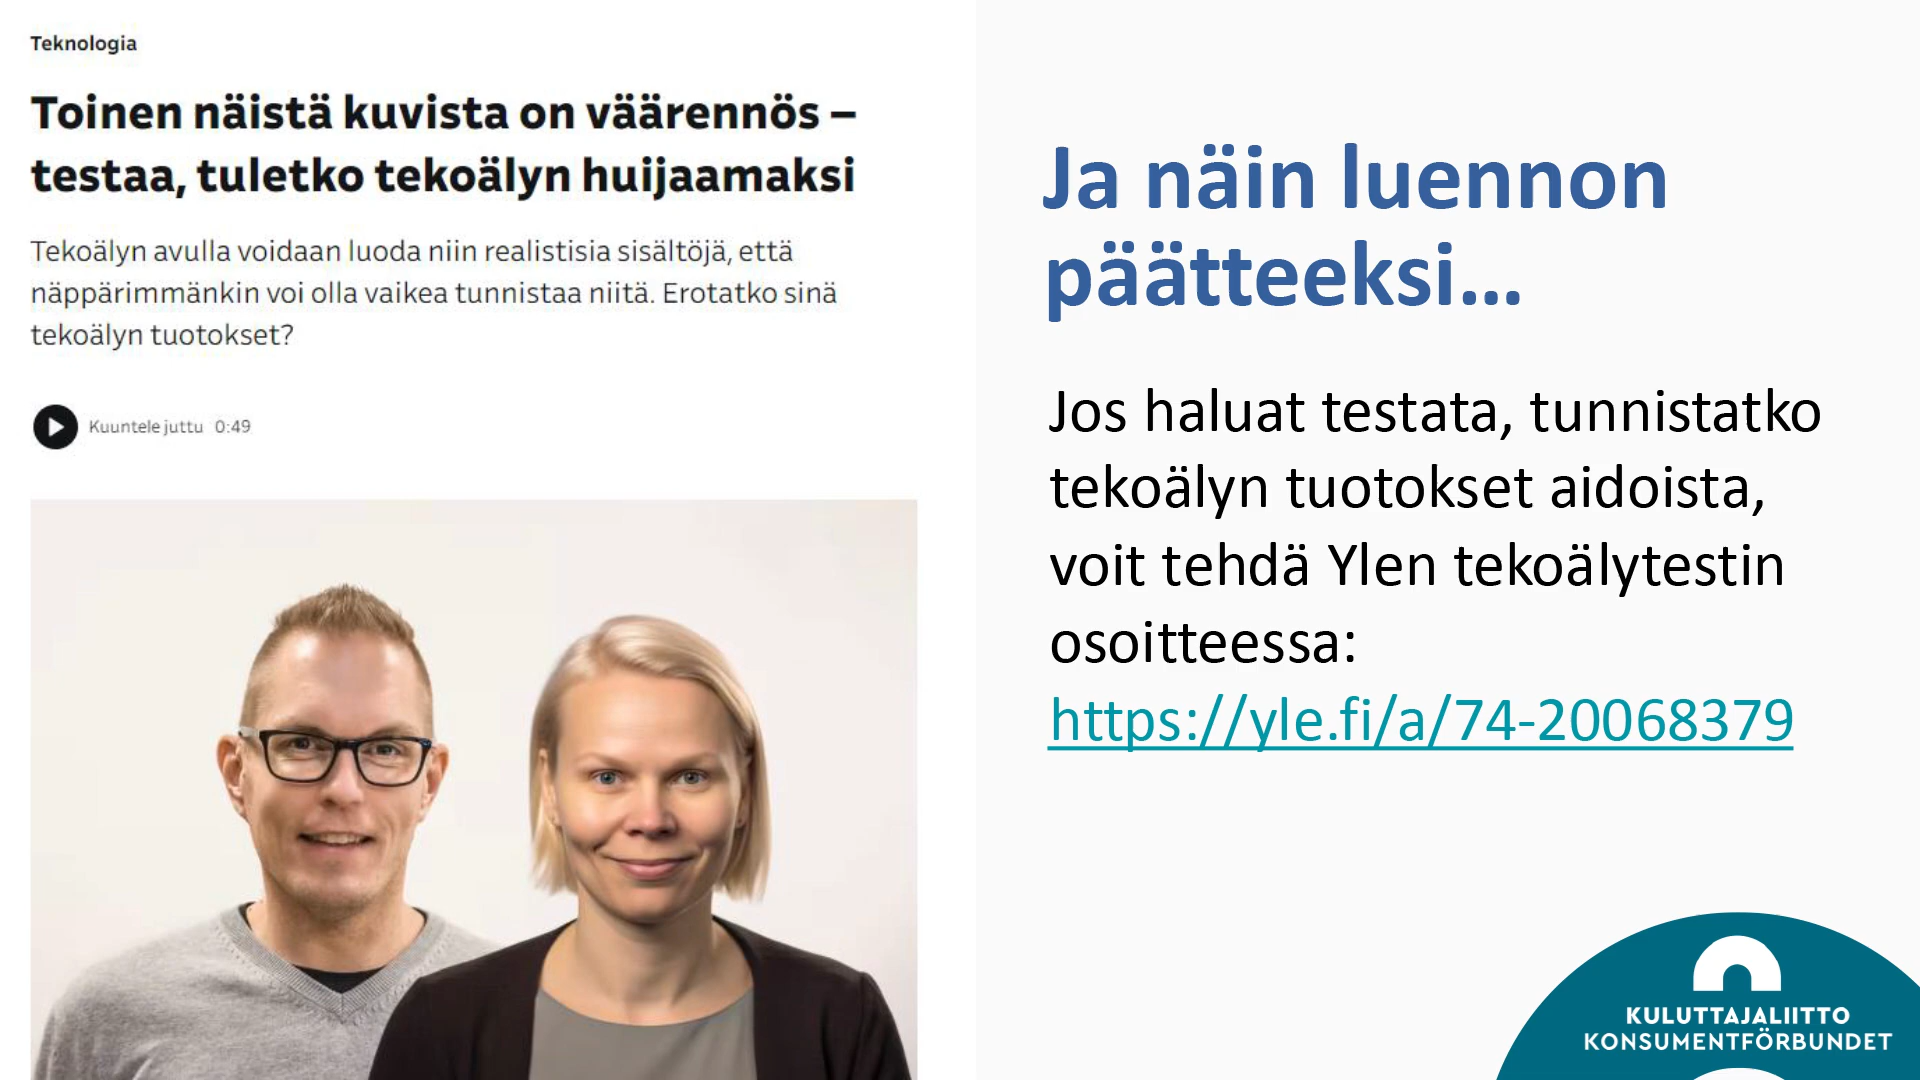 Teknologia
Toinen näistä kuvista on väärennös –
testaa, tuletko tekoälyn huijaamaksi
Tekoälyn avulla voidaan luoda niin realistisia sisältöjä, että
näppärimmänkin voi olla vaikea tunnistaa niitä. Erotatko sinä
tekoälyn tuotokset?
Kuuntele juttu 0:49
Ja näin luennon
päätteeksi...
Jos haluat testata, tunnistatko
tekoälyn tuotokset aidoista,
voit tehdä Ylen tekoälytestin
osoitteessa:
https://yle.fi/a/74-20068379
KULUTTAJALIITTO
KONSUMENTFÖRBUNDET